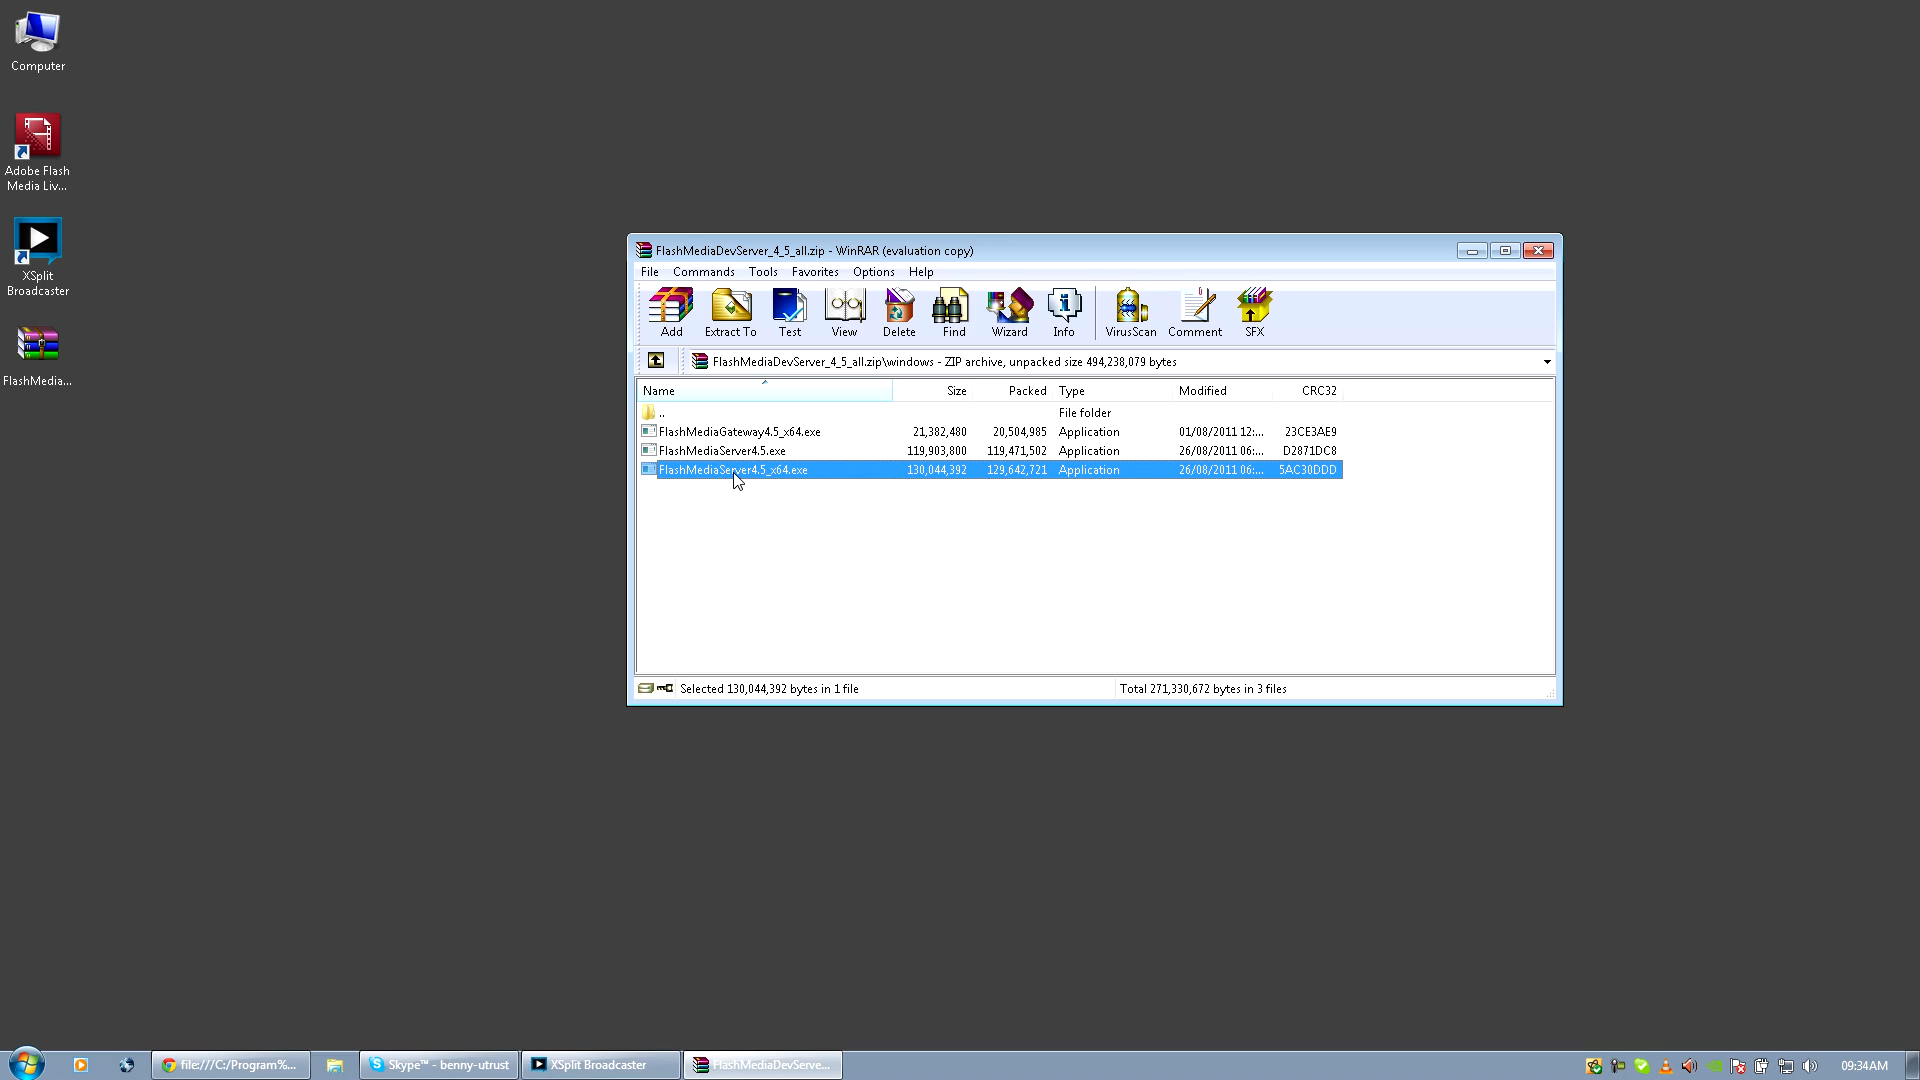 Computer
Adobe Flash
Media Liv...
XSplit
Broadcaster
FlashMedia...
FlashMediaDevServer_4_5_all.zip - WinRAR (evaluation copy)
File Commands Tools Favorites Options Help
Add Extract To Test View Delete Find Wizard Info VirusScan Comment SFX
FlashMediaDevServer_4_5_all.zip\windows - ZIP archive, unpacked size 494,238,079 bytes
Name Size Packed Type Modified CRC32
.. File folder
FlashMediaGateway4.5_x64.exe 21,382,480 20,504,985 Application 01/08/2011 12:... 23CE3AE9
FlashMediaServer4.5.exe 119,903,800 119,471,502 Application 26/08/2011 06:... D2871DC8
FlashMediaServer4.5_x64.exe 130,044,392 129,642,721 Application 26/08/2011 06:... 5AC30DDD
Selected 130,044,392 bytes in 1 file Total 271,330,672 bytes in 3 files
file:///C:/Program%... Skype™ - benny-utrust XSplit Broadcaster FlashMediaDevServe... 09:34AM